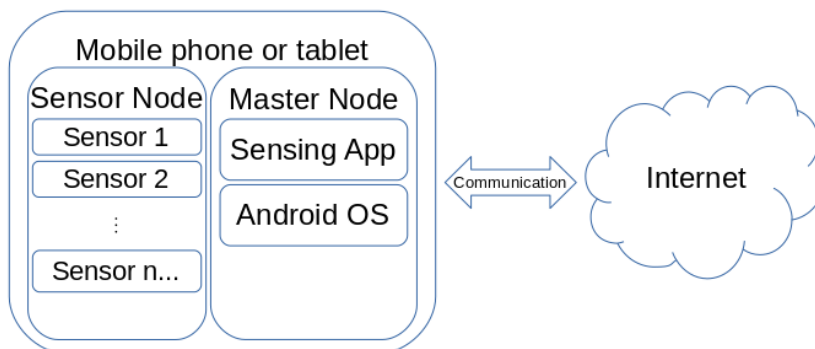 Mobile phone or tablet
Sensor Node
Sensor 1
Sensor 2
⋮
Sensor n...
Master Node
Sensing App
Android OS
Communication
Internet